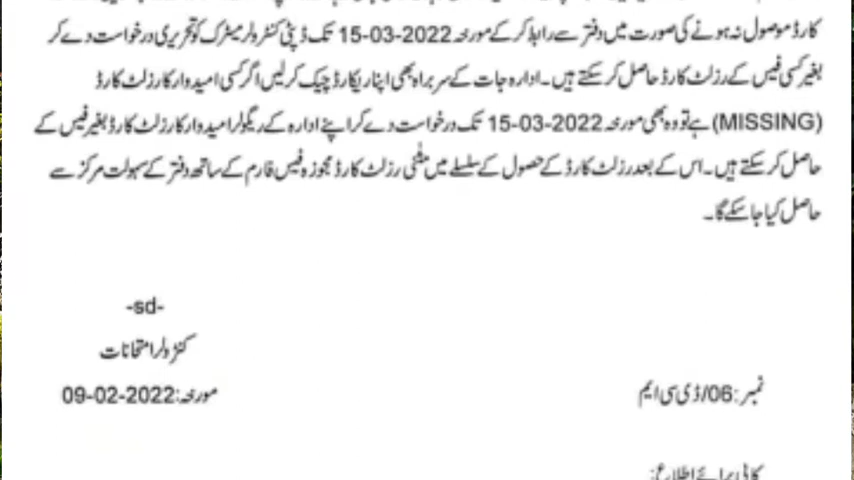 کارڈ موصول نہ ہونے کی صورت میں دفتر سے رابطہ کر کے مورخہ 15-03-2022 تک ڈپٹی کنٹرولر میٹرک کو تحریری درخواست دے کر
بغیر کسی فیس کے رزلٹ کارڈ حاصل کر سکتے ہیں۔ ادارہ جات کے سربراہ بھی اپنا ریکارڈ چیک کر لیں اگر کسی امیدوار کا رزلٹ کارڈ
(MISSING) ہے تو وہ بھی مورخہ 15-03-2022 تک درخواست دے کر اپنے ادارہ کے ریگولر امیدوار کا رزلٹ کارڈ بغیر فیس کے
حاصل کر سکتے ہیں۔ اس کے بعد رزلٹ کارڈ کے حصول کے سلسلے میں مثنی رزلٹ کارڈ مجوزہ فیس فارم کے ساتھ دفتر کے سہولت مرکز سے
حاصل کیا جا سکے گا۔
-sd-
کنٹرولر امتحانات
نمبر:06/ڈی سی ایم
مورخہ:09-02-2022
کاپی برائے اطلاع: